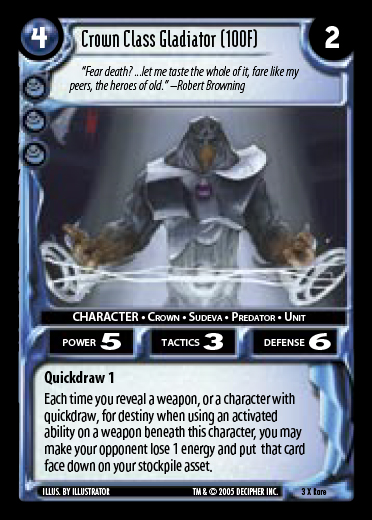 4
Crown Class Gladiator (100F)
2
"Fear death? ...let me taste the whole of it, fare like my
peers, the heroes of old." –Robert Browning
CHARACTER • CROWN • SUDEVA • PREDATOR • UNIT
POWER 5
TACTICS 3
DEFENSE 6
Quickdraw 1
Each time you reveal a weapon, or a character with
quickdraw, for destiny when using an activated
ability on a weapon beneath this character, you may
make your opponent lose 1 energy and put that card
face down on your stockpile asset.
ILLUS. BY ILLUSTRATOR
TM & © 2005 DECIPHER INC.
3 X Rare